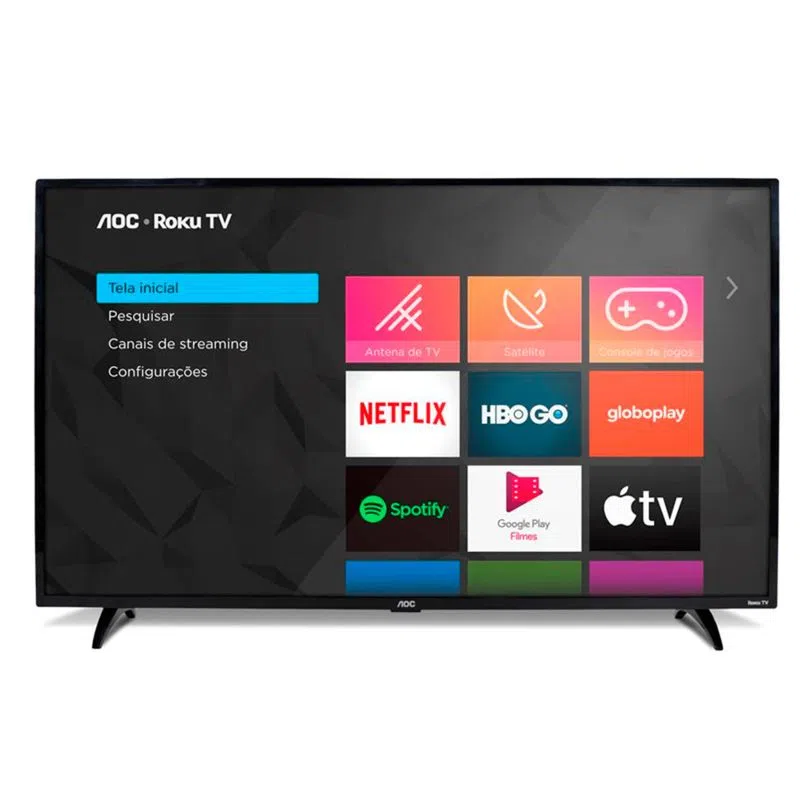 AOC • Roku TV
Tela inicial
Pesquisar
Canais de streaming
Configurações
Antena de TV
Satélite
Console de jogos
NETFLIX
HBO GO
globoplay
Spotify
Google Play
Filmes
tv
AOC
Roku TV